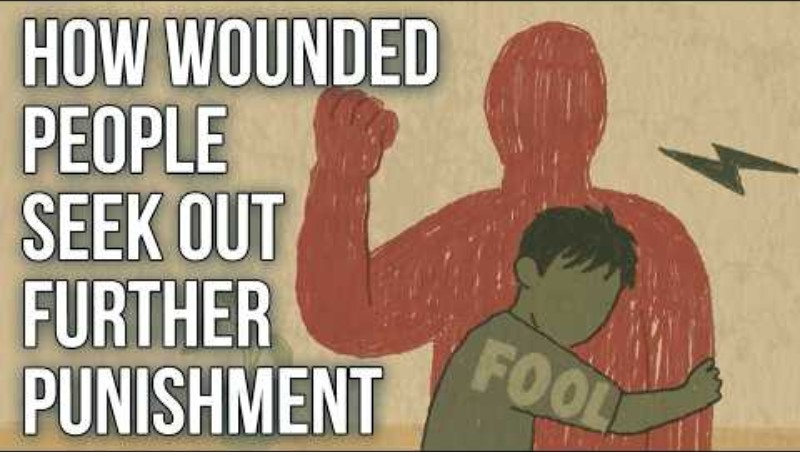 HOW WOUNDED
PEOPLE
SEEK OUT
FURTHER
PUNISHMENT
FOOL